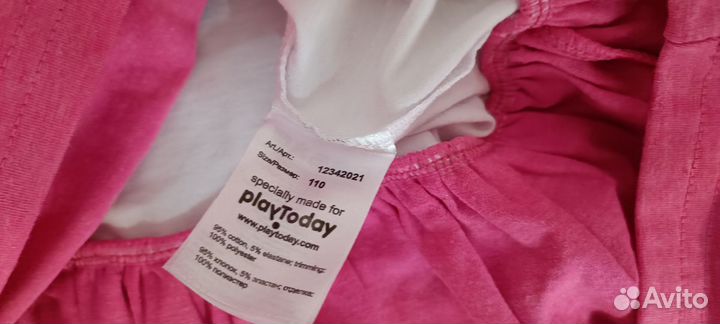 Art./Арт.: 12342021
Size/Размер: 110
specially made for
playToday
www.playtoday.com
95% cotton, 5% elastane; trimming:
100% polyester
95% хлопок, 5% эластан; отделка:
100% полиэстер
Avito